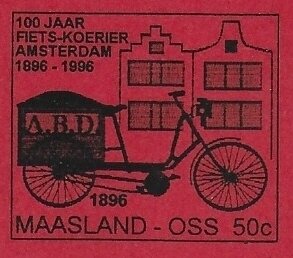 100 JAAR
FIETS-KOERIER
AMSTERDAM
1896 - 1996
A.B.D.
1896
MAASLAND - OSS 50c